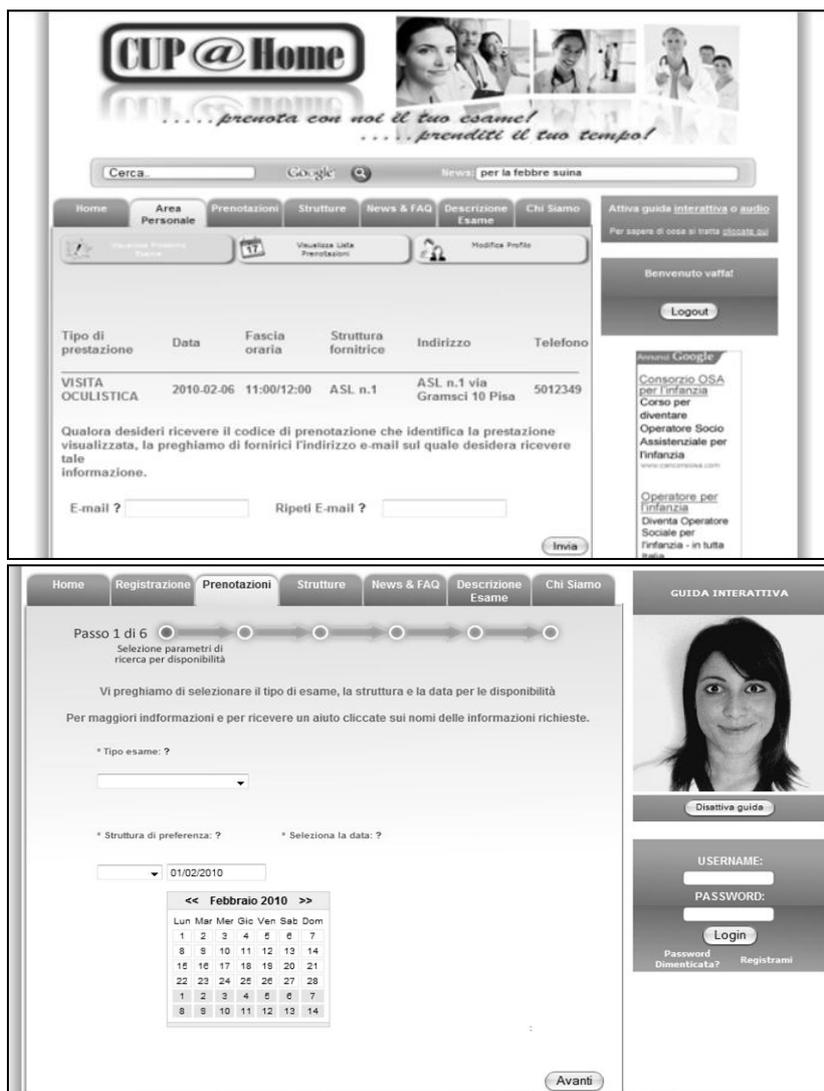 CUP@Home
.....prenota con noi il tuo esame!
.....prenditi il tuo tempo!
Cerca..
Google
News:
per la febbre suina
Home
Area Personale
Prenotazioni
Strutture
News & FAQ
Descrizione Esame
Chi Siamo
Visualizza Lista
Prenotazioni
Modifica Profilo
Attiva guida interattiva o audio
Per sapere di cosa si tratta cliccate qui
Benvenuto vaffa!
Logout
Tipo di prestazione
Data
Fascia oraria
Struttura fornitrice
Indirizzo
Telefono
VISITA OCULISTICA
2010-02-06
11:00/12:00
ASL n.1
ASL n.1 via Gramsci 10 Pisa
5012349
Qualora desideri ricevere il codice di prenotazione che identifica la prestazione
visualizzata, la preghiamo di fornirici l'indirizzo e-mail sul quale desidera ricevere
tale
informazione.
E-mail ?
Ripeti E-mail ?
Invia
Annunci Google
Consorzio OSA
per l'infanzia
Corso per
diventare
Operatore Socio
Assistenziale per
l'infanzia
Operatore per
l'infanzia
Diventa Operatore
Sociale per
l'infanzia - in tutta
Italia
Home
Registrazione
Prenotazioni
Strutture
News & FAQ
Descrizione Esame
Chi Siamo
Passo 1 di 6
Selezione parametri di
ricerca per disponibilità
Vi preghiamo di selezionare il tipo di esame, la struttura e la data per le disponibilità
Per maggiori indformazioni e per ricevere un aiuto cliccate sui nomi delle informazioni richieste.
* Tipo esame: ?
* Struttura di preferenza: ?
* Seleziona la data: ?
01/02/2010
<< Febbraio 2010 >>
Lun Mar Mer Gio Ven Sab Dom
1 2 3 4 5 6 7
8 9 10 11 12 13 14
15 16 17 18 19 20 21
22 23 24 25 26 27 28
1 2 3 4 5 6 7
8 9 10 11 12 13 14
Avanti
GUIDA INTERATTIVA
Disattiva guida
USERNAME:
PASSWORD:
Login
Password Dimenticata?
Registrami